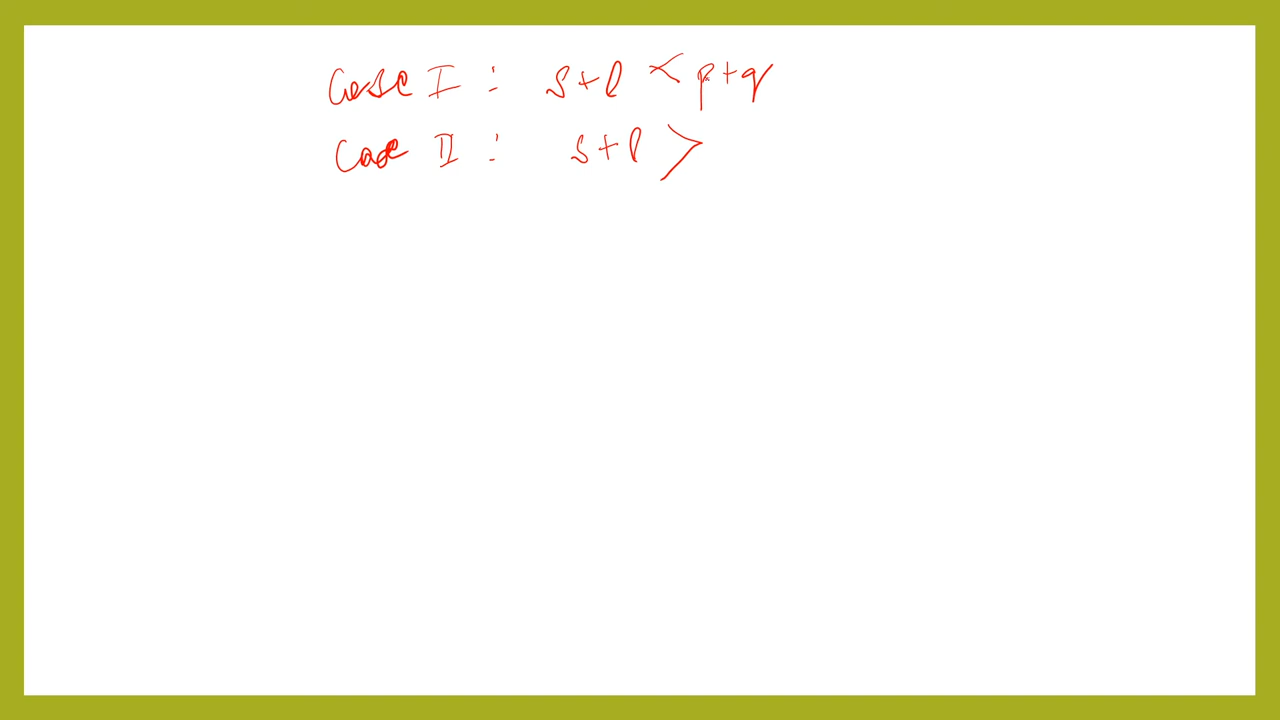 Case I : s+l < p+q
Case II : s+l >